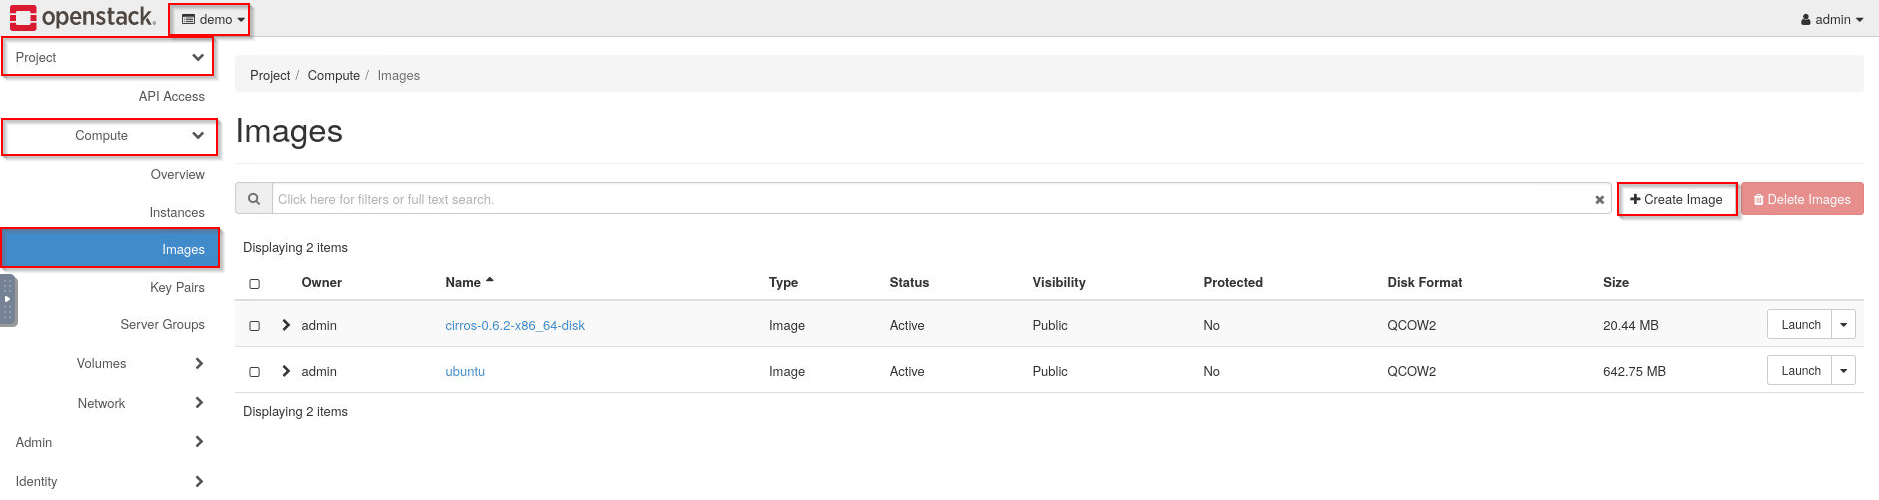 openstack. demo admin
Project
API Access
Compute
Overview
Instances
Images
Key Pairs
Server Groups
Volumes
Network
Admin
Identity
Project / Compute / Images
Images
Click here for filters or full text search. Create Image Delete Images
Displaying 2 items
Owner Name Type Status Visibility Protected Disk Format Size
admin cirros-0.6.2-x86_64-disk Image Active Public No QCOW2 20.44 MB Launch
admin ubuntu Image Active Public No QCOW2 642.75 MB Launch
Displaying 2 items